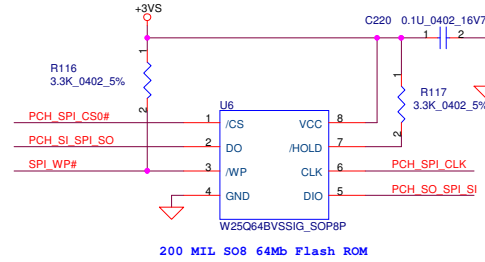 +3VS
C220 0.1U_0402_16V7
1 2
R116
3.3K_0402_5%
1
2
R117
3.3K_0402_5%
1
2
U6
PCH_SPI_CS0# 1 /CS VCC 8
PCH_SI_SPI_SO 2 DO /HOLD 7
SPI_WP# 3 /WP CLK 6 PCH_SPI_CLK
4 GND DIO 5 PCH_SO_SPI_SI
W25Q64BVSSIG_SOP8P
200 MIL SO8 64Mb Flash ROM